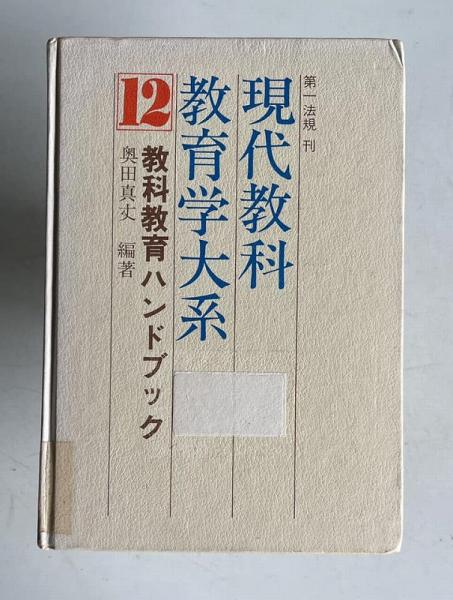 第一法規 刊
現代教科
教育学大系
12
教科教育ハンドブック
奥田真丈 編著